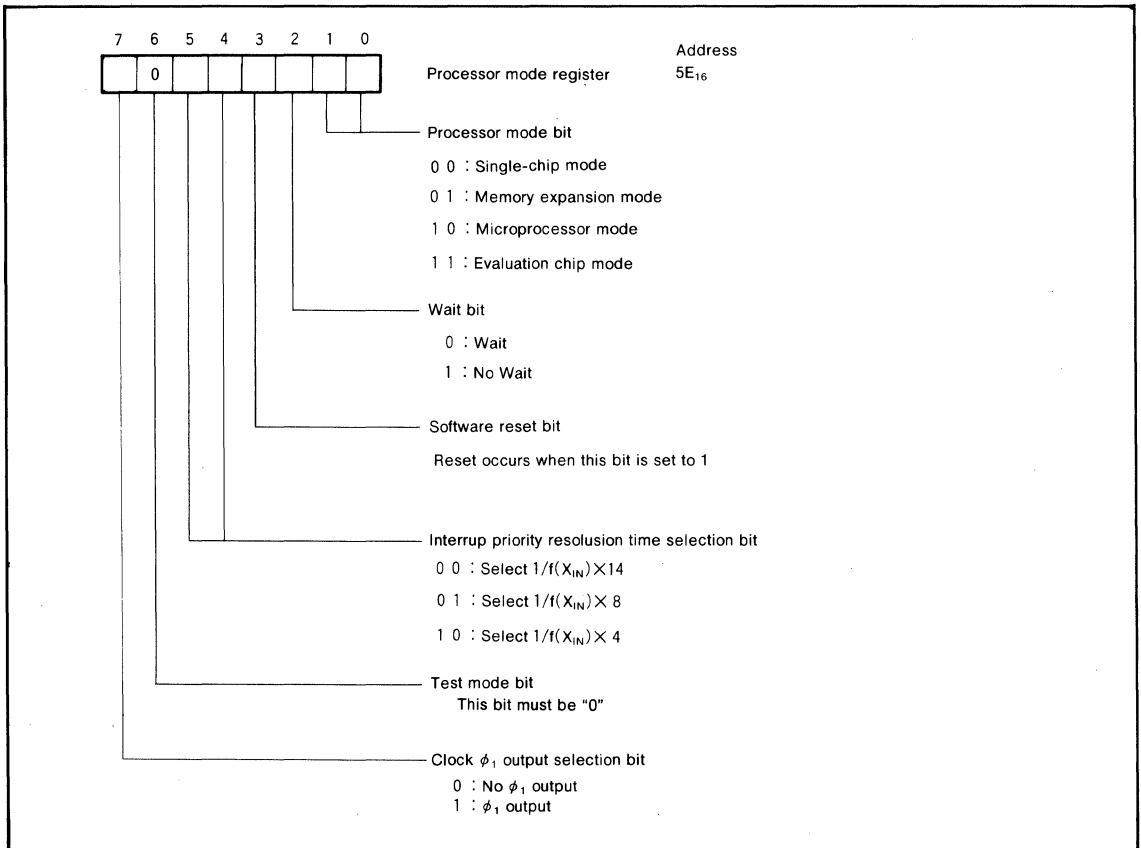 7 6 5 4 3 2 1 0
Address
0
Processor mode register
5E₁₆
Processor mode bit
0 0 : Single-chip mode
0 1 : Memory expansion mode
1 0 : Microprocessor mode
1 1 : Evaluation chip mode
Wait bit
0 : Wait
1 : No Wait
Software reset bit
Reset occurs when this bit is set to 1
Interrup priority resolusion time selection bit
0 0 : Select 1/f(X_IN)×14
0 1 : Select 1/f(X_IN)× 8
1 0 : Select 1/f(X_IN)× 4
Test mode bit
This bit must be “0”
Clock ϕ₁ output selection bit
0 : No ϕ₁ output
1 : ϕ₁ output